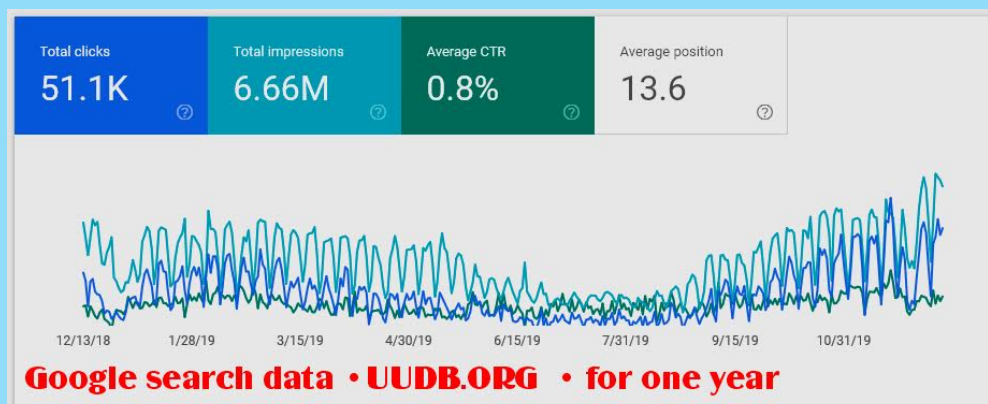 Total clicks Total impressions Average CTR Average position
51.1K 6.66M 0.8% 13.6
12/13/18 1/28/19 3/15/19 4/30/19 6/15/19 7/31/19 9/15/19 10/31/19
Google search data • UUDB.ORG • for one year